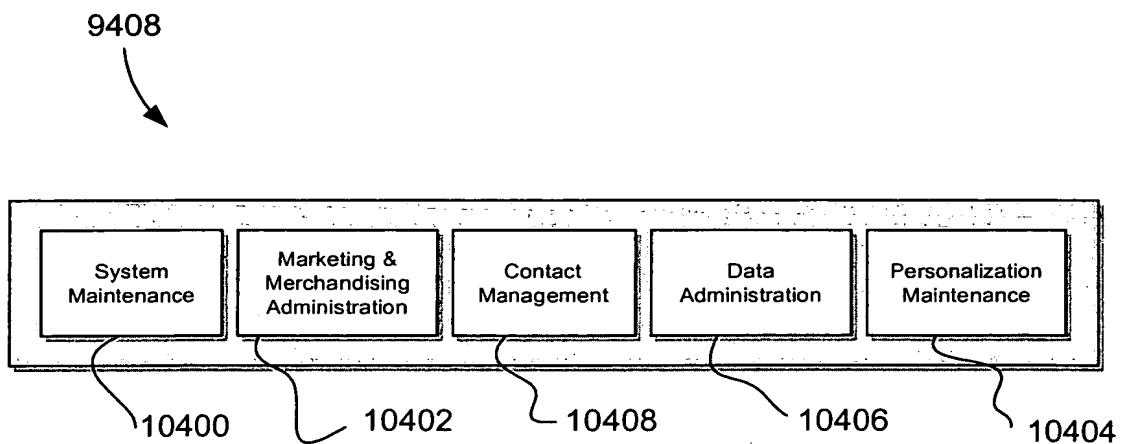 9408
System
Maintenance
Marketing &
Merchandising
Administration
Contact
Management
Data
Administration
Personalization
Maintenance
10400
10402
10408
10406
10404